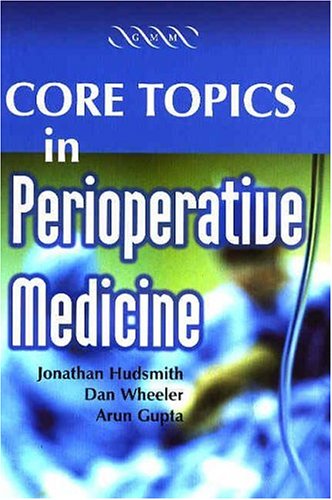 GMM
CORE TOPICS
in
Perioperative
Medicine
Jonathan Hudsmith
Dan Wheeler
Arun Gupta